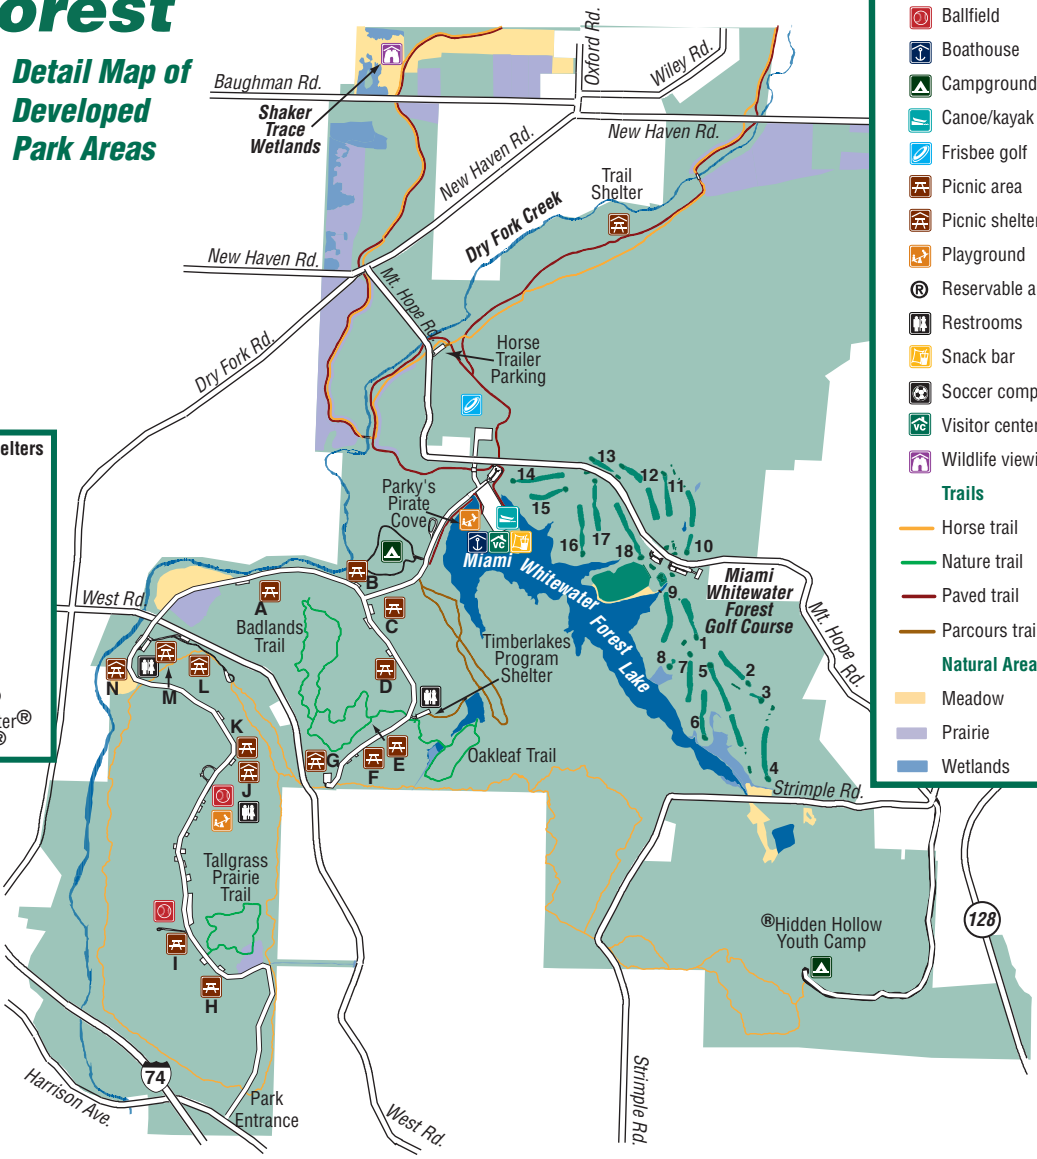 orest
Detail Map of
Developed
Park Areas
Baughman Rd.
Oxford Rd.
Wiley Rd.
Shaker
Trace
Wetlands
New Haven Rd.
New Haven Rd.
Trail
Shelter
Dry Fork Creek
New Haven Rd.
Mt. Hope Rd.
Dry Fork Rd.
Horse
Trailer
Parking
elters
ter®
®
Parky's
Pirate
Cove
13
14
12
11
15
16
17
18
10
9
1
8
7
5
2
3
6
4
Miami Whitewater Forest Lake
Miami
Whitewater
Forest
Golf Course
Mt. Hope Rd.
West Rd.
A
B
C
D
E
F
G
H
I
J
K
L
M
N
Badlands
Trail
Timberlakes
Program
Shelter
Oakleaf Trail
Strimple Rd.
Tallgrass
Prairie
Trail
®Hidden Hollow
Youth Camp
128
74
Harrison Ave.
Park
Entrance
West Rd.
Strimple Rd.
Ballfield
Boathouse
Campground
Canoe/kayak
Frisbee golf
Picnic area
Picnic shelter
Playground
® Reservable a
Restrooms
Snack bar
Soccer comp
VC Visitor center
Wildlife viewi
Trails
Horse trail
Nature trail
Paved trail
Parcours trai
Natural Area
Meadow
Prairie
Wetlands
VC